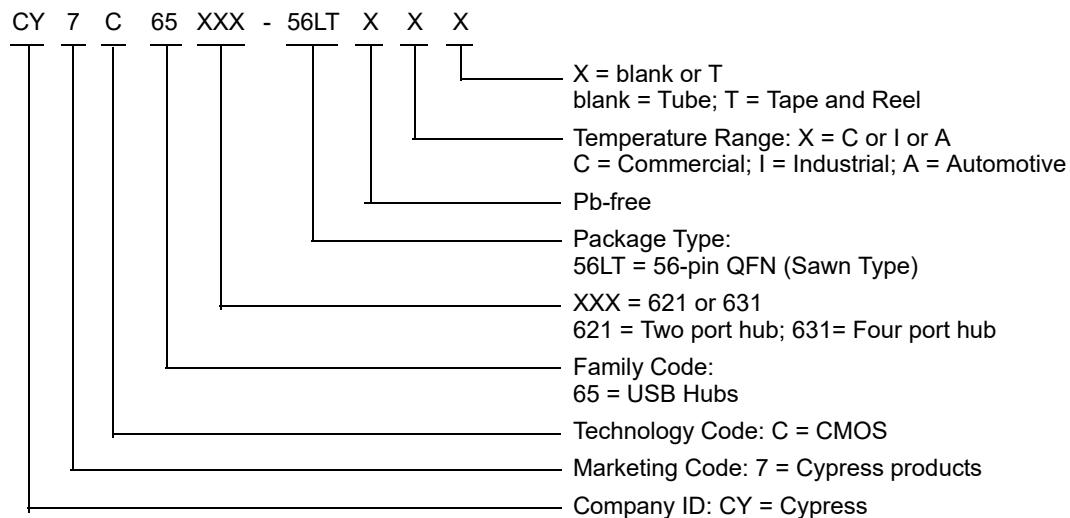 CY 7 C 65 XXX - 56LT X X X
X = blank or T
blank = Tube; T = Tape and Reel
Temperature Range: X = C or I or A
C = Commercial; I = Industrial; A = Automotive
Pb-free
Package Type:
56LT = 56-pin QFN (Sawn Type)
XXX = 621 or 631
621 = Two port hub; 631= Four port hub
Family Code:
65 = USB Hubs
Technology Code: C = CMOS
Marketing Code: 7 = Cypress products
Company ID: CY = Cypress